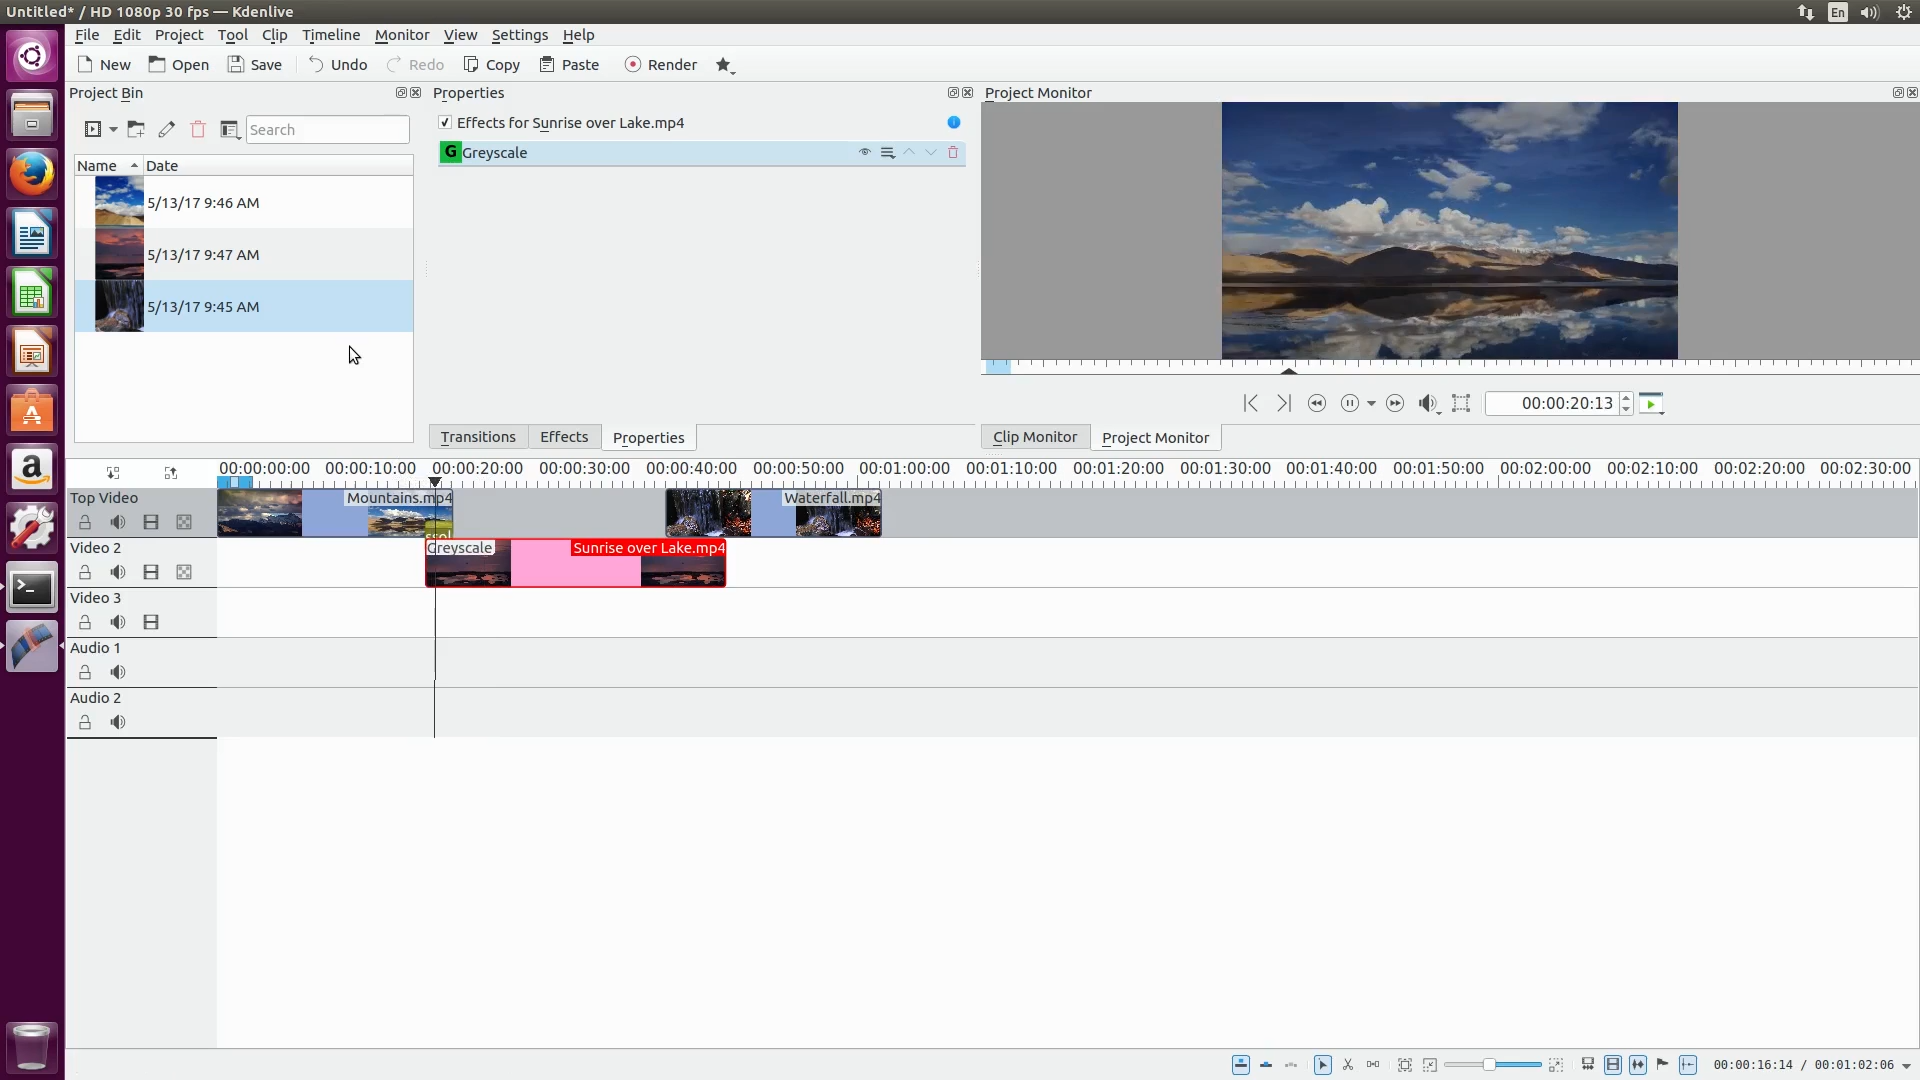 Untitled* / HD 1080p 30 fps — Kdenlive
En
File Edit Project Tool Clip Timeline Monitor View Settings Help
New Open Save Undo Redo Copy Paste Render
Project Bin
Search
Name Date
5/13/17 9:46 AM
5/13/17 9:47 AM
5/13/17 9:45 AM
Properties
Effects for Sunrise over Lake.mp4
G Greyscale
Transitions Effects Properties
Project Monitor
00:00:20:13
Clip Monitor Project Monitor
00:00:00:00 00:00:10:00 00:00:20:00 00:00:30:00 00:00:40:00 00:00:50:00 00:01:00:00 00:01:10:00 00:01:20:00 00:01:30:00 00:01:40:00 00:01:50:00 00:02:00:00 00:02:10:00 00:02:20:00 00:02:30:00
Top Video
Mountains.mp4 Waterfall.mp4
Video 2
Greyscale Sunrise over Lake.mp4
Video 3
Audio 1
Audio 2
00:00:16:14 / 00:01:02:06